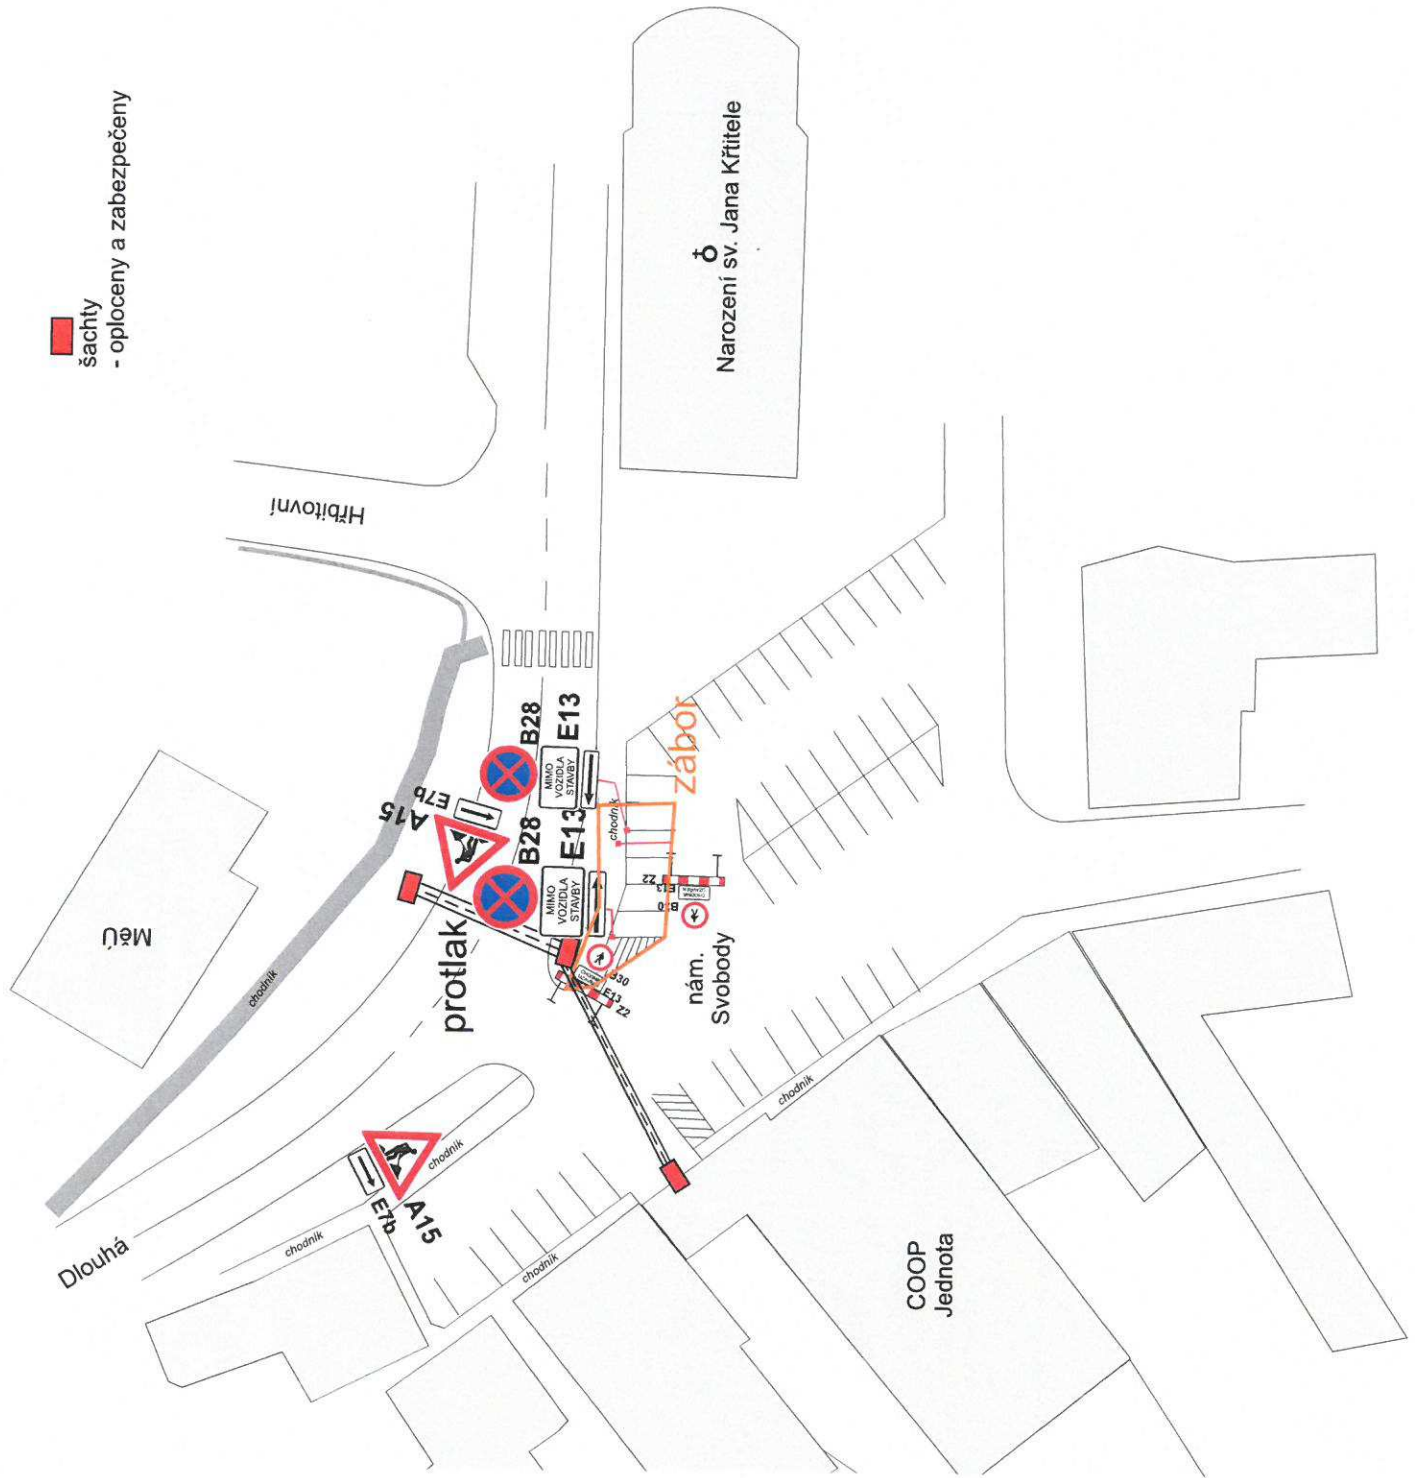 šachty
- oploceny a zabezpečeny
Narození sv. Jana Křtitele
Hřbitovní
MěÚ
chodník
A15
E7b
B28
E13
MIMO
VOZIDLA
STAVBY
B28
E13
MIMO
VOZIDLA
STAVBY
zábor
chodník
protlak
Z2
E13
B30
B30
E13
Z2
nám.
Svobody
chodník
Dlouhá
chodník
E7b
A15
chodník
chodník
COOP
Jednota